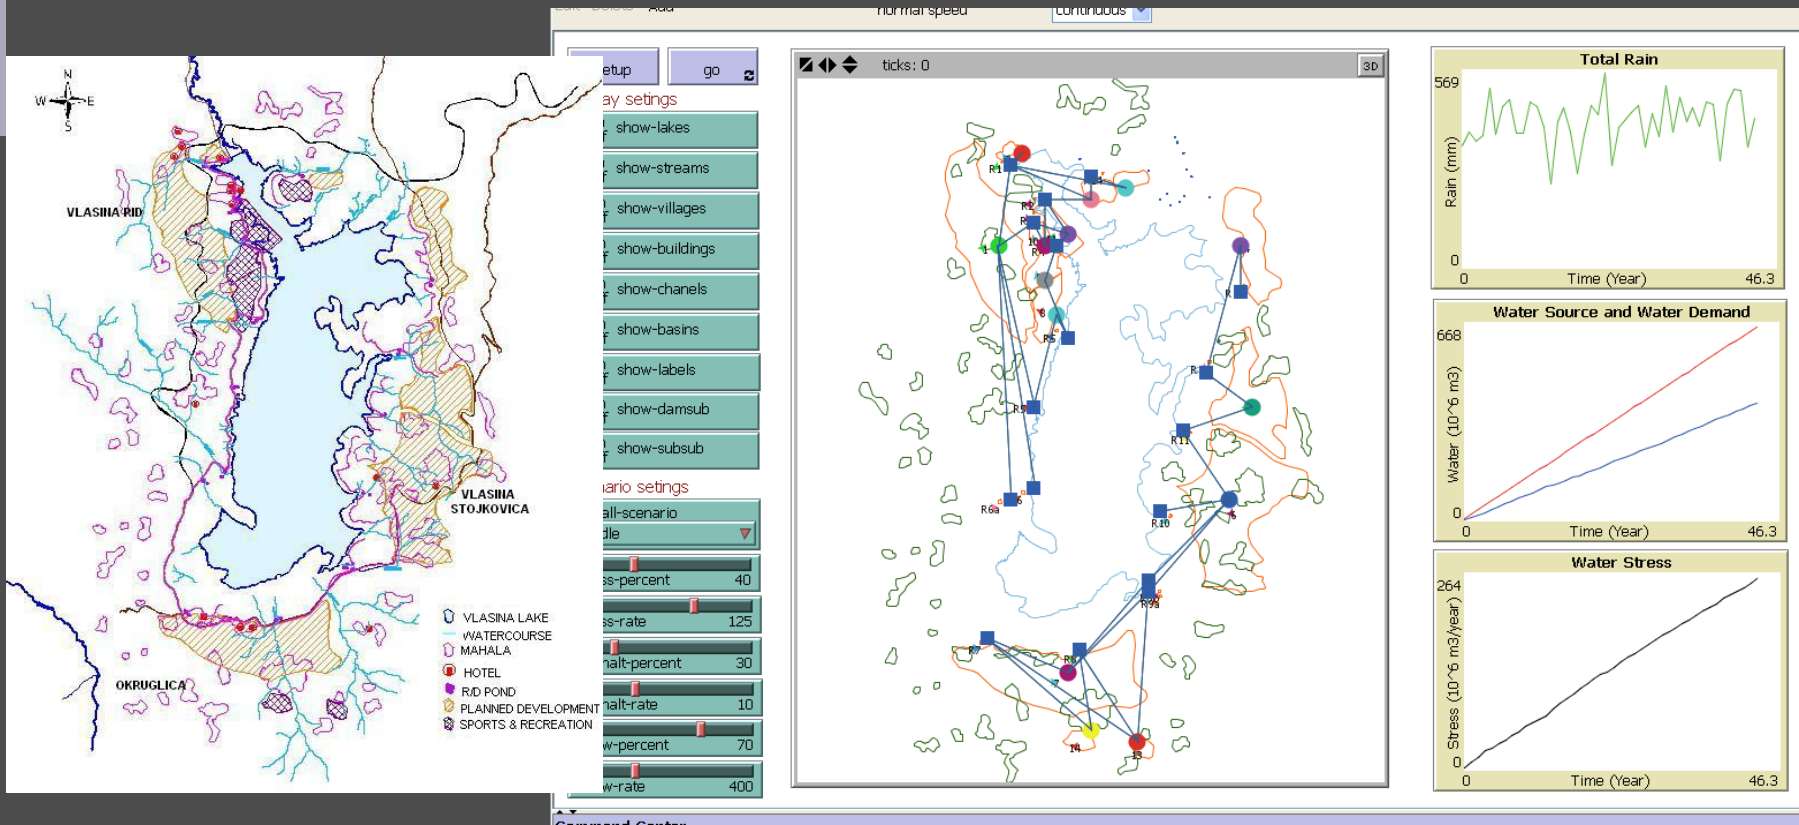 normal speed
continuous
etup
go
ticks: 0
3D
ay setings
show-lakes
show-streams
show-villages
show-buildings
show-chanels
show-basins
show-labels
show-damsub
show-subsub
ario setings
all-scenario
dle
ss-percent 40
ss-rate 125
nalt-percent 30
nalt-rate 10
w-percent 70
w-rate 400
N
W E
S
VLASINA RID
VLASINA
STOJKOVICA
OKRUGLICA
VLASINA LAKE
WATERCOURSE
MAHALA
HOTEL
R/D POND
PLANNED DEVELOPMENT
SPORTS & RECREATION
R1
R2
1
10
8
R5
R9
R6a
R11
R10
R9a
R7
R8
7
14
13
Total Rain
569
Rain (mm)
0
0
Time (Year)
46.3
Water Source and Water Demand
668
Water (10^6 m3)
0
0
Time (Year)
46.3
Water Stress
264
Stress (10^6 m3/year)
0
0
Time (Year)
46.3